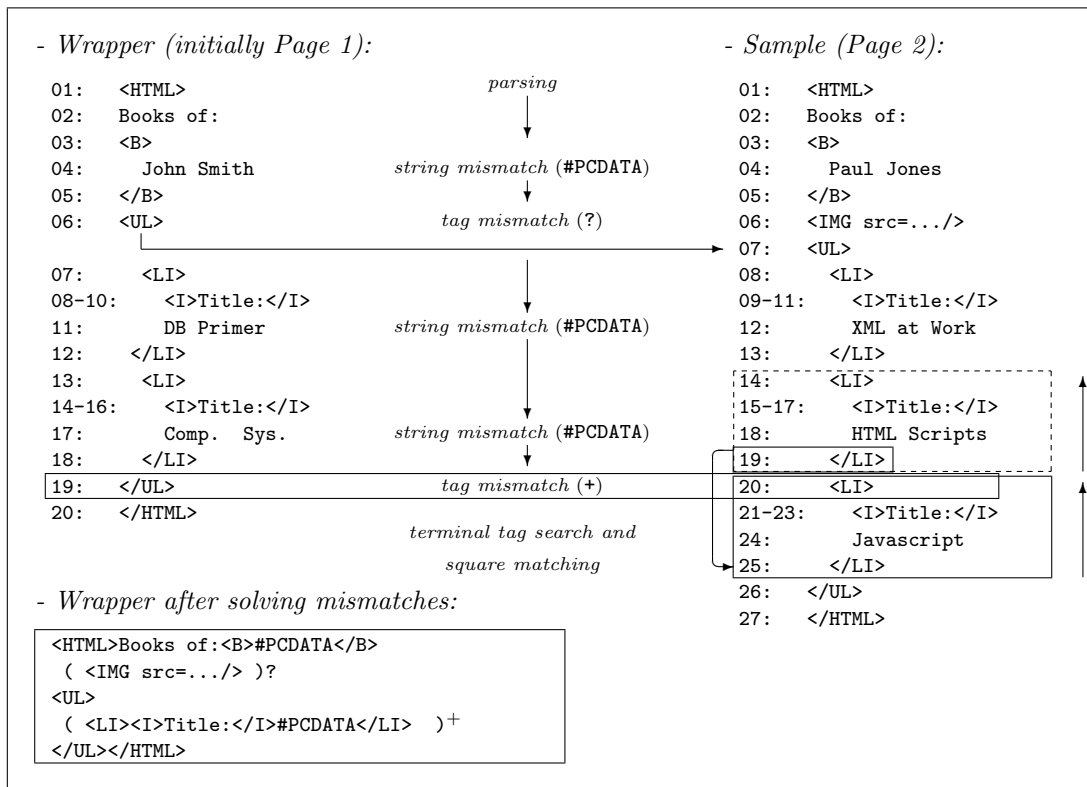 - Wrapper (initially Page 1):
01: <HTML>
02: Books of:
03: <B>
04: John Smith
05: </B>
06: <UL>
07: <LI>
08-10: <I>Title:</I>
11: DB Primer
12: </LI>
13: <LI>
14-16: <I>Title:</I>
17: Comp. Sys.
18: </LI>
19: </UL>
20: </HTML>
parsing
string mismatch (#PCDATA)
tag mismatch (?)
string mismatch (#PCDATA)
string mismatch (#PCDATA)
tag mismatch (+)
terminal tag search and
square matching
- Sample (Page 2):
01: <HTML>
02: Books of:
03: <B>
04: Paul Jones
05: </B>
06: <IMG src=.../>
07: <UL>
08: <LI>
09-11: <I>Title:</I>
12: XML at Work
13: </LI>
14: <LI>
15-17: <I>Title:</I>
18: HTML Scripts
19: </LI>
20: <LI>
21-23: <I>Title:</I>
24: Javascript
25: </LI>
26: </UL>
27: </HTML>
- Wrapper after solving mismatches:
<HTML>Books of:<B>#PCDATA</B>
( <IMG src=.../> )?
<UL>
( <LI><I>Title:</I>#PCDATA</LI> )+
</UL></HTML>